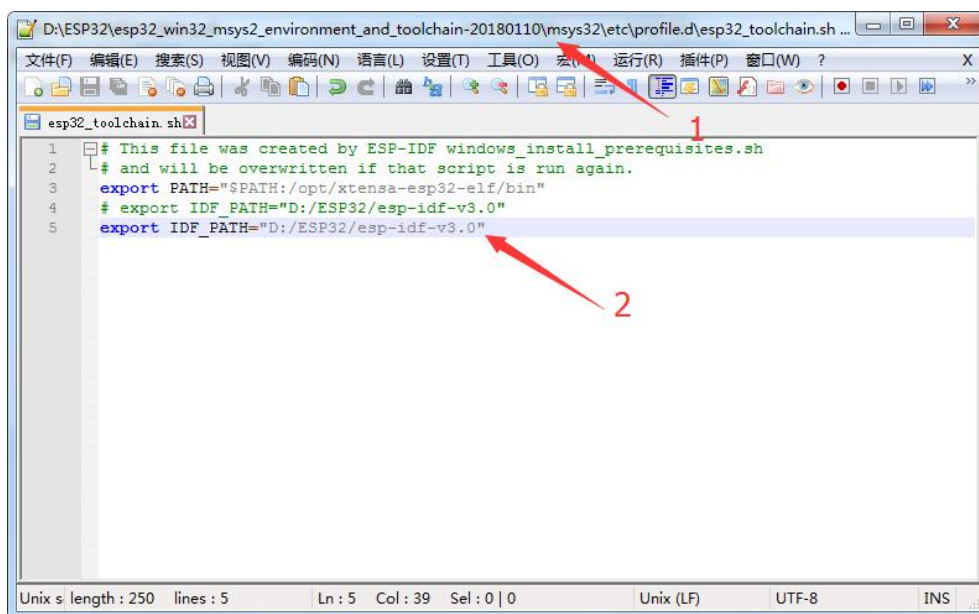 D:\ESP32\esp32_win32_msys2_environment_and_toolchain-20180110\msys32\etc\profile.d\esp32_toolchain.sh ...
文件(F) 编辑(E) 搜索(S) 视图(V) 编码(N) 语言(L) 设置(T) 工具(O) 宏(M) 运行(R) 插件(P) 窗口(W) ? X
1
esp32_toolchain.sh
1 # This file was created by ESP-IDF windows_install_prerequisites.sh
2 # and will be overwritten if that script is run again.
3 export PATH="$PATH:/opt/xtensa-esp32-elf/bin"
4 # export IDF_PATH="D:/ESP32/esp-idf-v3.0"
5 export IDF_PATH="D:/ESP32/esp-idf-v3.0"
2
Unix s length : 250 lines : 5 Ln : 5 Col : 39 Sel : 0 | 0 Unix (LF) UTF-8 INS